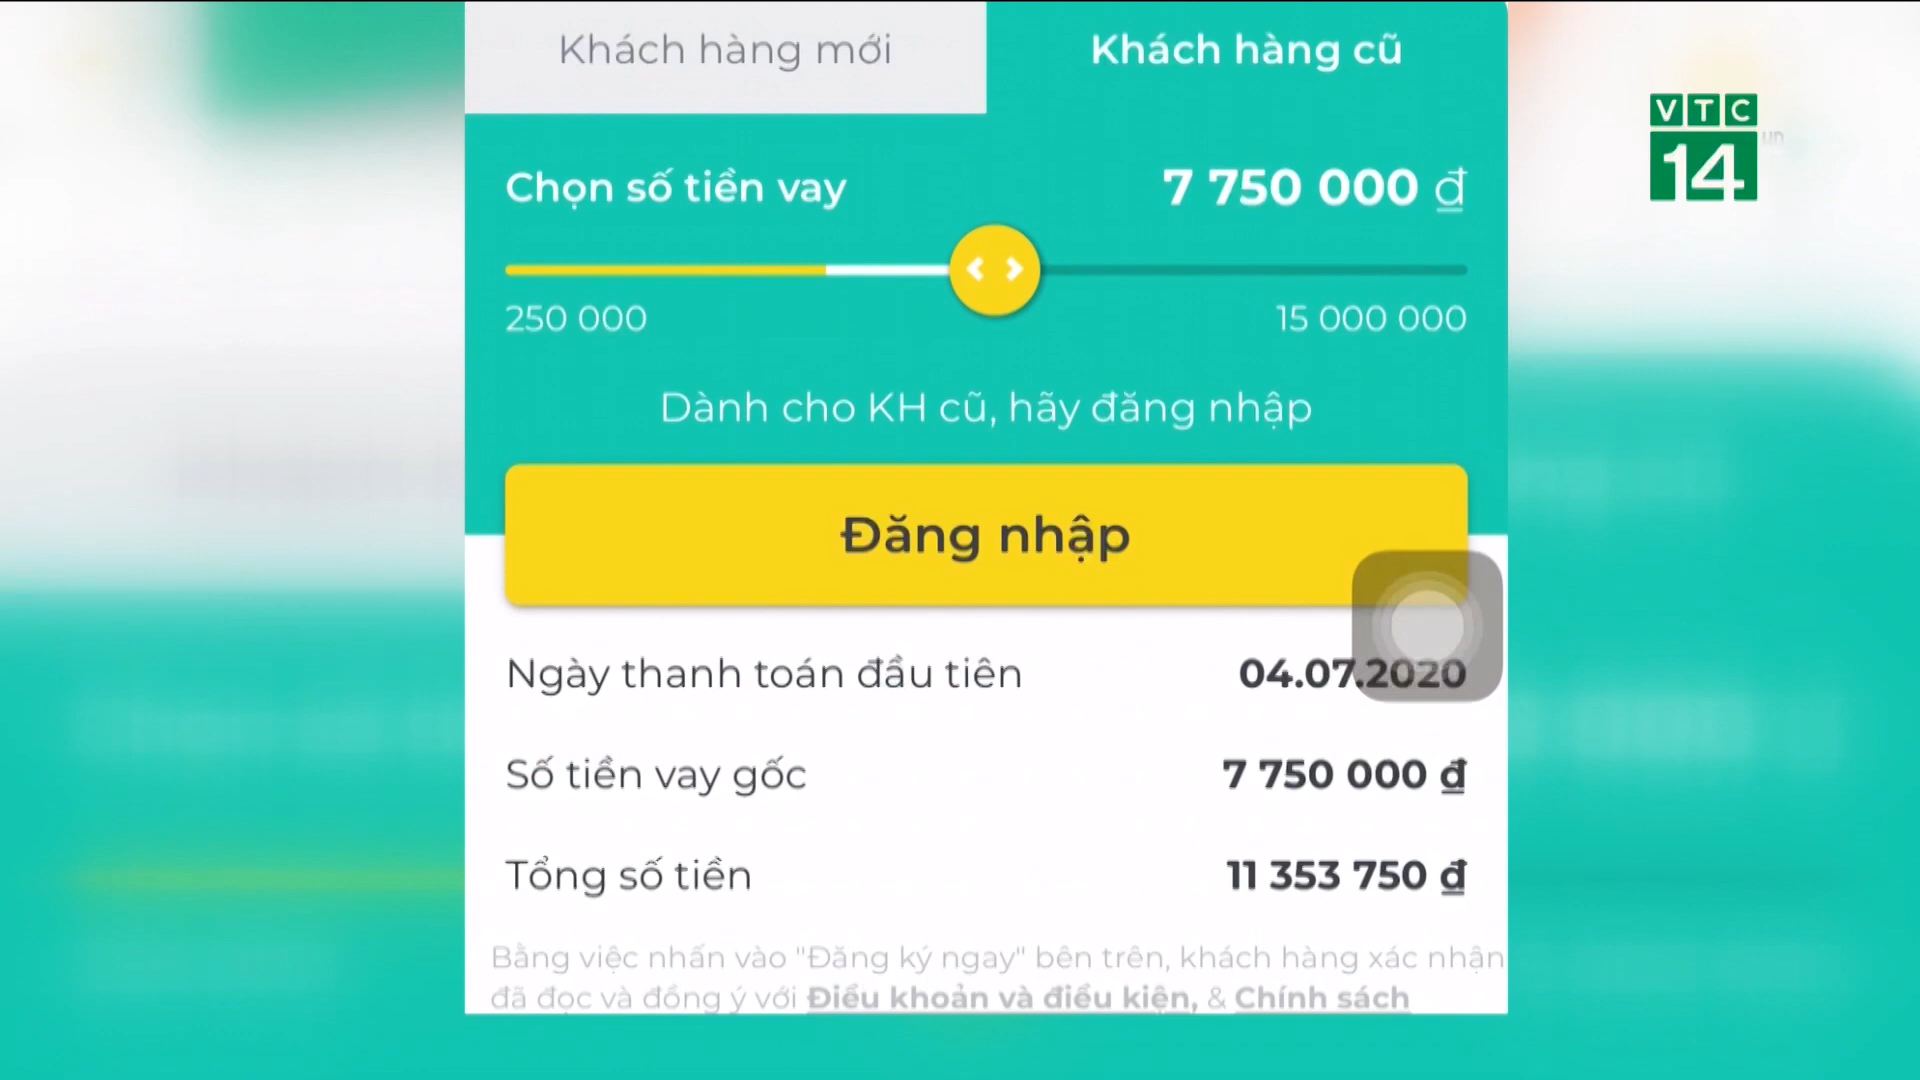 Khách hàng mới
Khách hàng cũ
VTC
14
HD
Chọn số tiền vay
7 750 000 ₫
250 000
15 000 000
Dành cho KH cũ, hãy đăng nhập
Đăng nhập
Ngày thanh toán đầu tiên
04.07.2020
Số tiền vay gốc
7 750 000 ₫
Tổng số tiền
11 353 750 ₫
Bằng việc nhấn vào "Đăng ký ngay" bên trên, khách hàng xác nhận
đã đọc và đồng ý với Điều khoản và điều kiện, & Chính sách